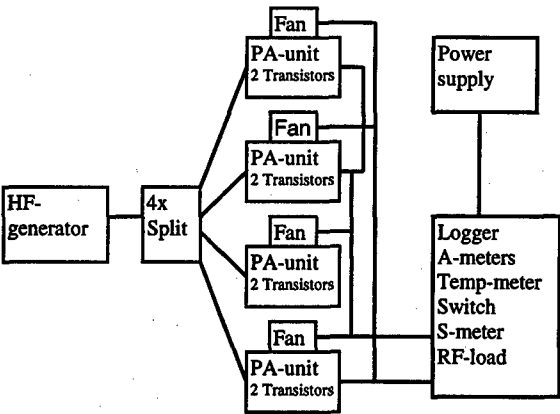 Fan
PA-unit
2 Transistors
Power
supply
Fan
PA-unit
2 Transistors
HF-
generator
4x
Split
Fan
PA-unit
2 Transistors
Logger
A-meters
Temp-meter
Switch
S-meter
RF-load
Fan
PA-unit
2 Transistors